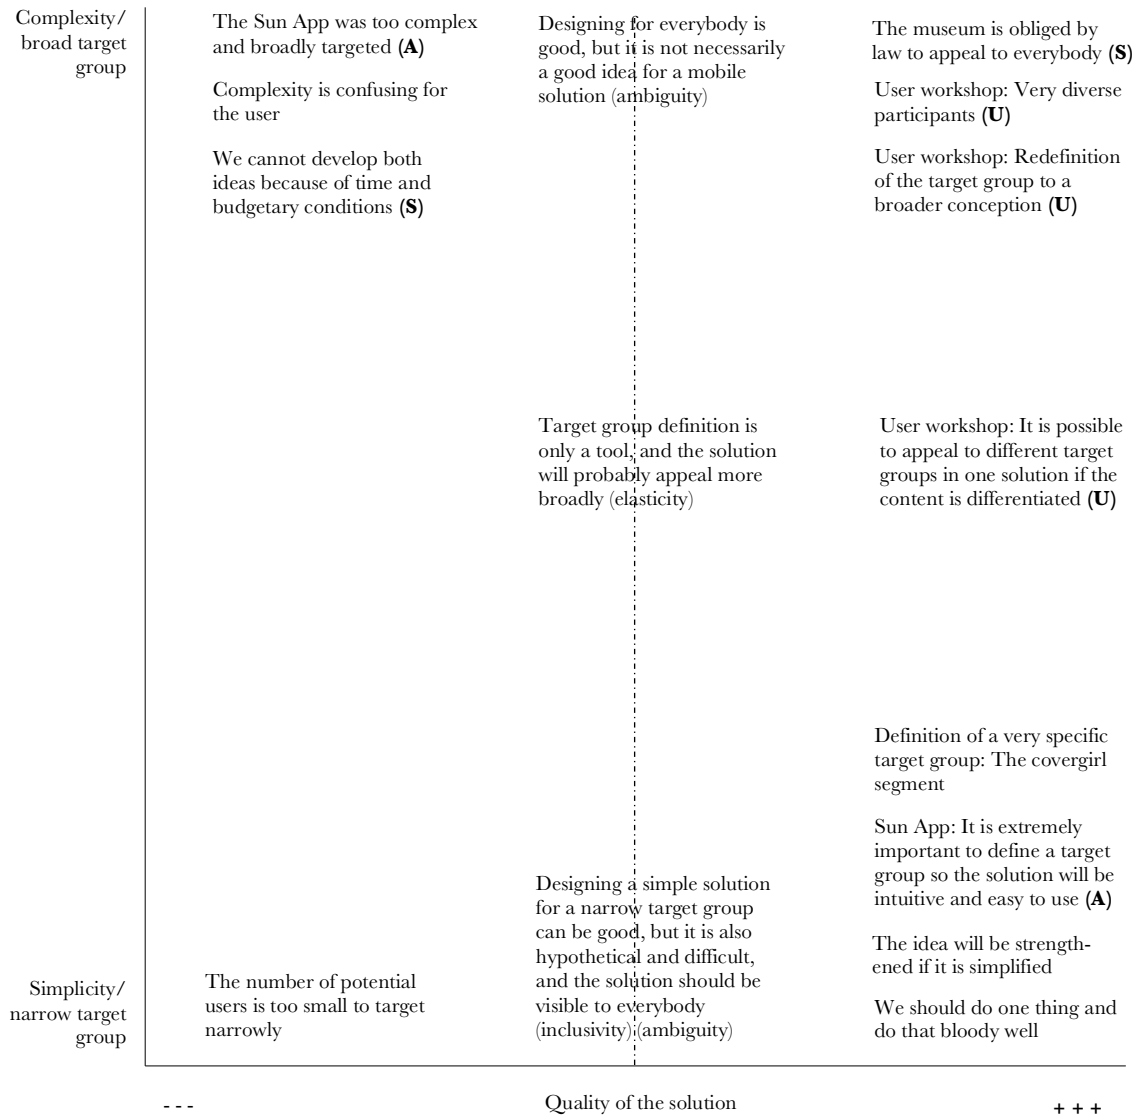 Complexity/
broad target
group
The Sun App was too complex
and broadly targeted (A)
Complexity is confusing for
the user
We cannot develop both
ideas because of time and
budgetary conditions (S)
Designing for everybody is
good, but it is not necessarily
a good idea for a mobile
solution (ambiguity)
The museum is obliged by
law to appeal to everybody (S)
User workshop: Very diverse
participants (U)
User workshop: Redefinition
of the target group to a
broader conception (U)
Target group definition is
only a tool, and the solution
will probably appeal more
broadly (elasticity)
User workshop: It is possible
to appeal to different target
groups in one solution if the
content is differentiated (U)
Definition of a very specific
target group: The covergirl
segment
Sun App: It is extremely
important to define a target
group so the solution will be
intuitive and easy to use (A)
The idea will be strength-
ened if it is simplified
We should do one thing and
do that bloody well
Designing a simple solution
for a narrow target group
can be good, but it is also
hypothetical and difficult,
and the solution should be
visible to everybody
(inclusivity) (ambiguity)
The number of potential
users is too small to target
narrowly
Simplicity/
narrow target
group
- - -
Quality of the solution
+ + +